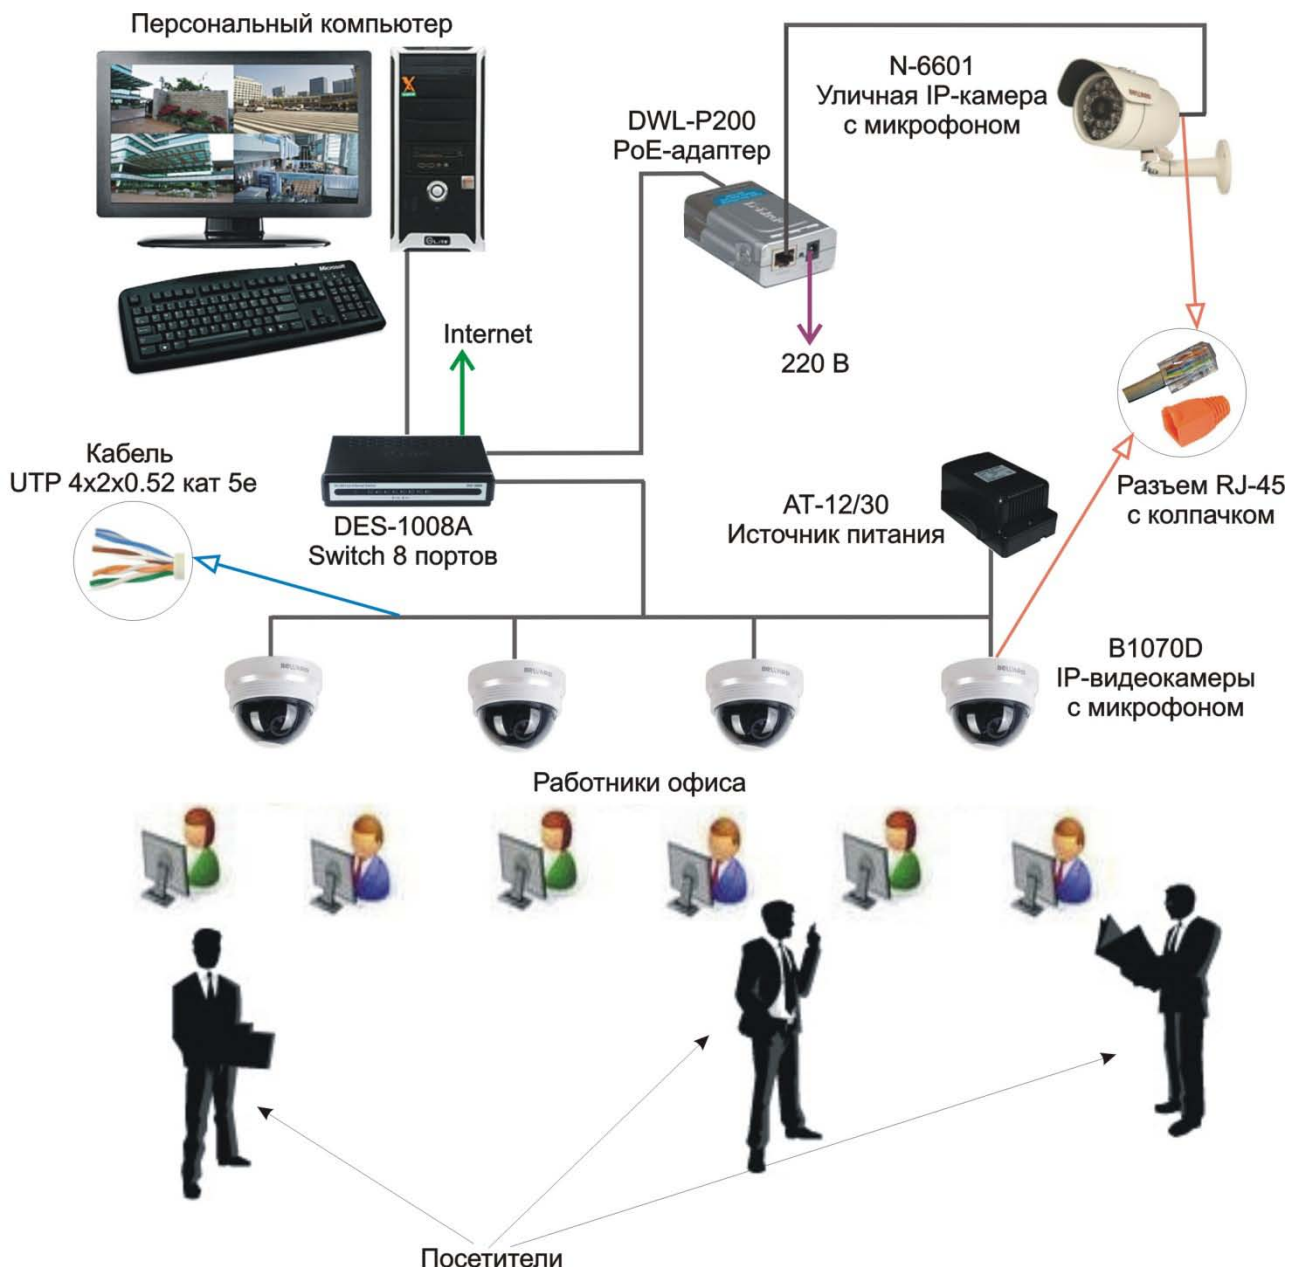 Персональный компьютер
N-6601
Уличная IP-камера
с микрофоном
DWL-P200
PoE-адаптер
Microsoft
Internet
220 В
Кабель
UTP 4x2x0.52 кат 5e
DES-1008A
Switch 8 портов
AT-12/30
Источник питания
Разъем RJ-45
с колпачком
B1070D
IP-видеокамеры
с микрофоном
Работники офиса
Посетители